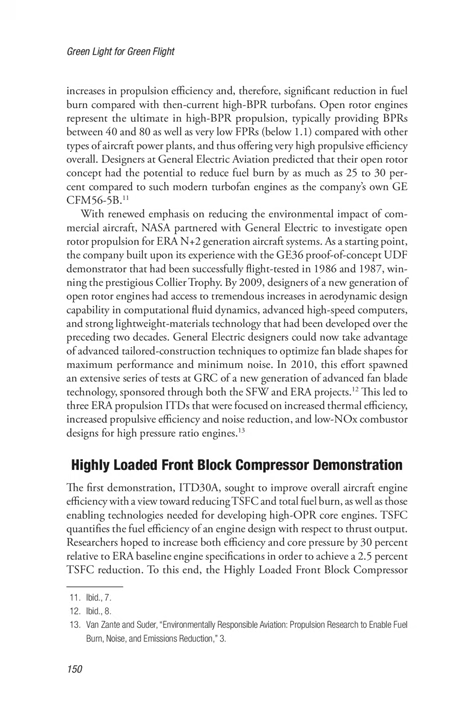 Green Light for Green Flight
increases in propulsion efficiency and, therefore, significant reduction in fuel
burn compared with then-current high-BPR turbofans. Open rotor engines
represent the ultimate in high-BPR propulsion, typically providing BPRs
between 40 and 80 as well as very low FPRs (below 1.1) compared with other
types of aircraft power plants, and thus offering very high propulsive efficiency
overall. Designers at General Electric Aviation predicted that their open rotor
concept had the potential to reduce fuel burn by as much as 25 to 30 per-
cent compared to such modern turbofan engines as the company's own GE
CFM56-5B.11
With renewed emphasis on reducing the environmental impact of com-
mercial aircraft, NASA partnered with General Electric to investigate open
rotor propulsion for ERA N+2 generation aircraft systems. As a starting point,
the company built upon its experience with the GE36 proof-of-concept UDF
demonstrator that had been successfully flight-tested in 1986 and 1987, win-
ning the prestigious Collier Trophy. By 2009, designers of a new generation of
open rotor engines had access to tremendous increases in aerodynamic design
capability in computational fluid dynamics, advanced high-speed computers,
and strong lightweight-materials technology that had been developed over the
preceding two decades. General Electric designers could now take advantage
of advanced tailored-construction techniques to optimize fan blade shapes for
maximum performance and minimum noise. In 2010, this effort spawned
an extensive series of tests at GRC of a new generation of advanced fan blade
technology, sponsored through both the SFW and ERA projects.12 This led to
three ERA propulsion ITDs that were focused on increased thermal efficiency,
increased propulsive efficiency and noise reduction, and low-NOx combustor
designs for high pressure ratio engines.13
Highly Loaded Front Block Compressor Demonstration
The first demonstration, ITD30A, sought to improve overall aircraft engine
efficiency with a view toward reducing TSFC and total fuel burn, as well as those
enabling technologies needed for developing high-OPR core engines. TSFC
quantifies the fuel efficiency of an engine design with respect to thrust output.
Researchers hoped to increase both efficiency and core pressure by 30 percent
relative to ERA baseline engine specifications in order to achieve a 2.5 percent
TSFC reduction. To this end, the Highly Loaded Front Block Compressor
11. Ibid., 7.
12. Ibid., 8.
13. Van Zante and Suder, "Environmentally Responsible Aviation: Propulsion Research to Enable Fuel
Burn, Noise, and Emissions Reduction," 3.
150